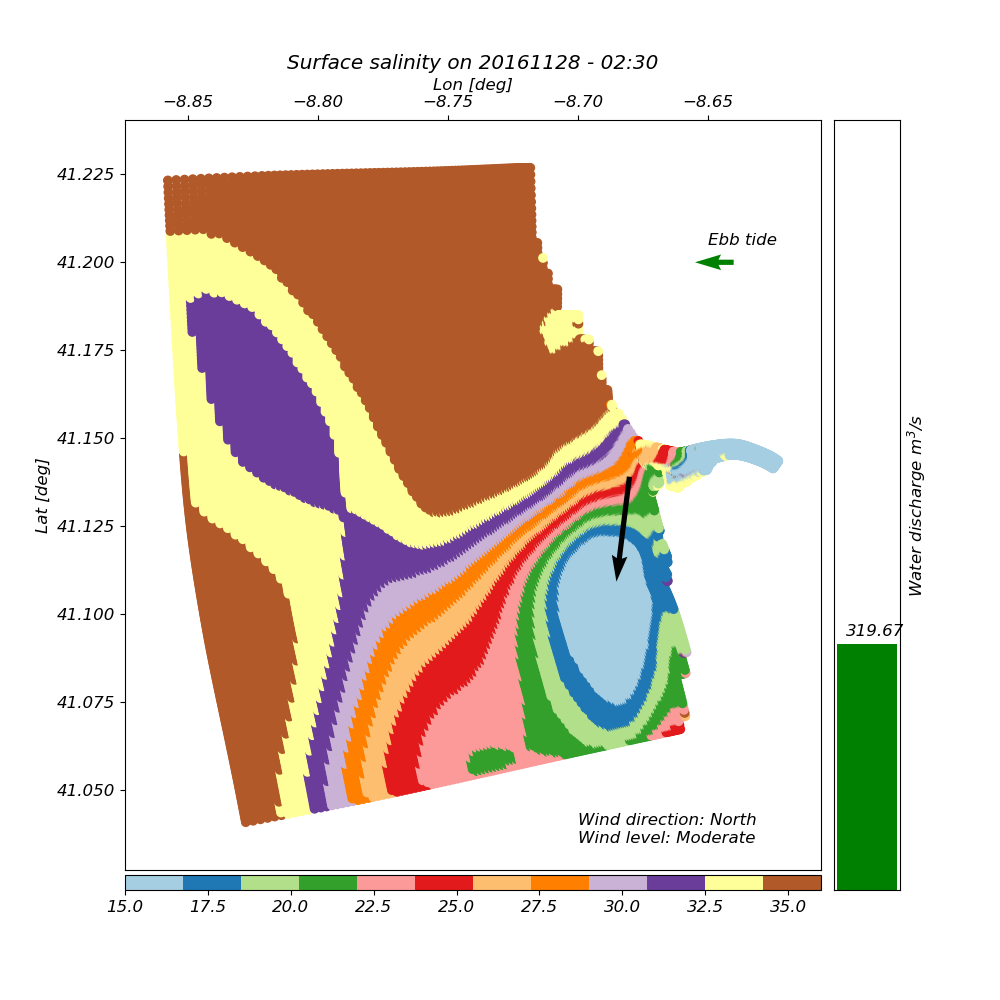 Surface salinity on 20161128 - 02:30
Lon [deg]
−8.85 −8.80 −8.75 −8.70 −8.65
41.225
41.200
41.175
41.150
41.125
41.100
41.075
41.050
Lat [deg]
Ebb tide
Wind direction: North
Wind level: Moderate
319.67
Water discharge m³/s
15.0 17.5 20.0 22.5 25.0 27.5 30.0 32.5 35.0